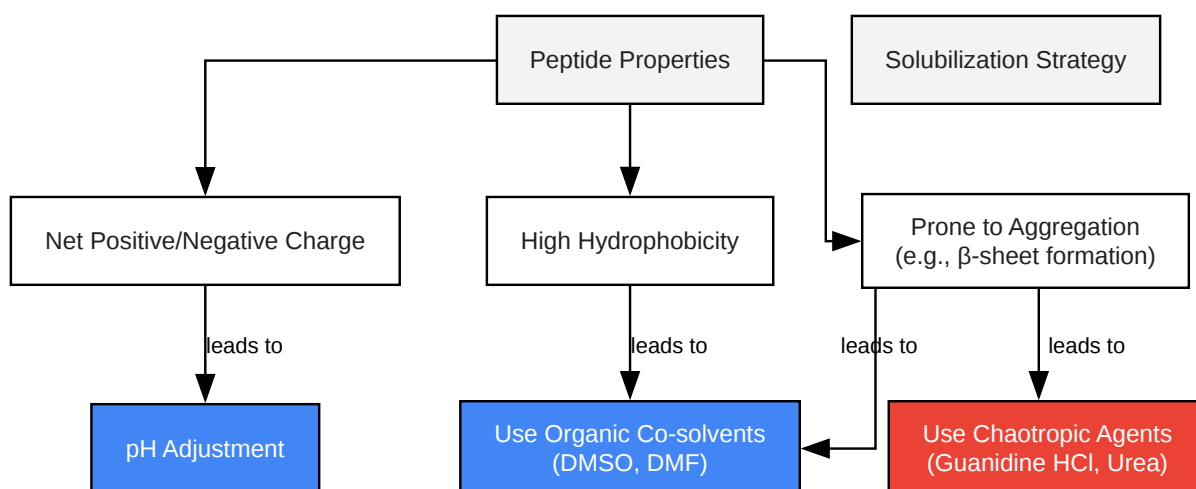 Peptide Properties
Solubilization Strategy
Net Positive/Negative Charge
High Hydrophobicity
Prone to Aggregation
(e.g., β-sheet formation)
leads to
leads to
leads to
leads to
pH Adjustment
Use Organic Co-solvents
(DMSO, DMF)
Use Chaotropic Agents
(Guanidine HCl, Urea)